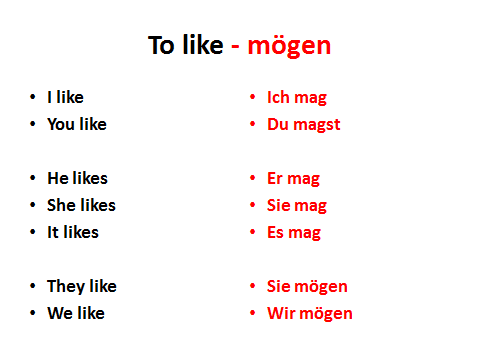 To like - mögen
• I like
• You like
• He likes
• She likes
• It likes
• They like
• We like
• Ich mag
• Du magst
• Er mag
• Sie mag
• Es mag
• Sie mögen
• Wir mögen